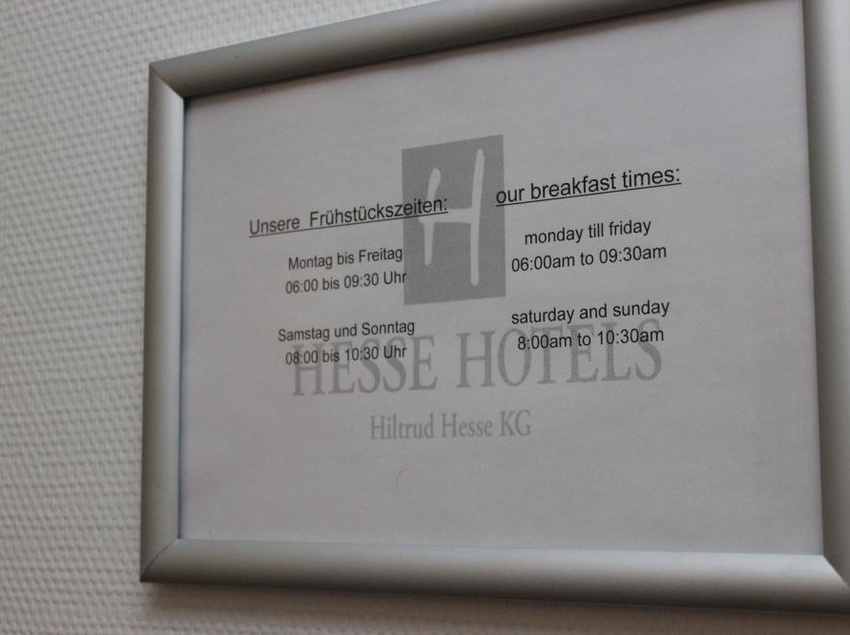 Unsere Frühstückszeiten:
Montag bis Freitag
06:00 bis 09:30 Uhr
Samstag und Sonntag
08:00 bis 10:30 Uhr
our breakfast times:
monday till friday
06:00am to 09:30am
saturday and sunday
8:00am to 10:30am
H
HESSE HOTELS
Hiltrud Hesse KG